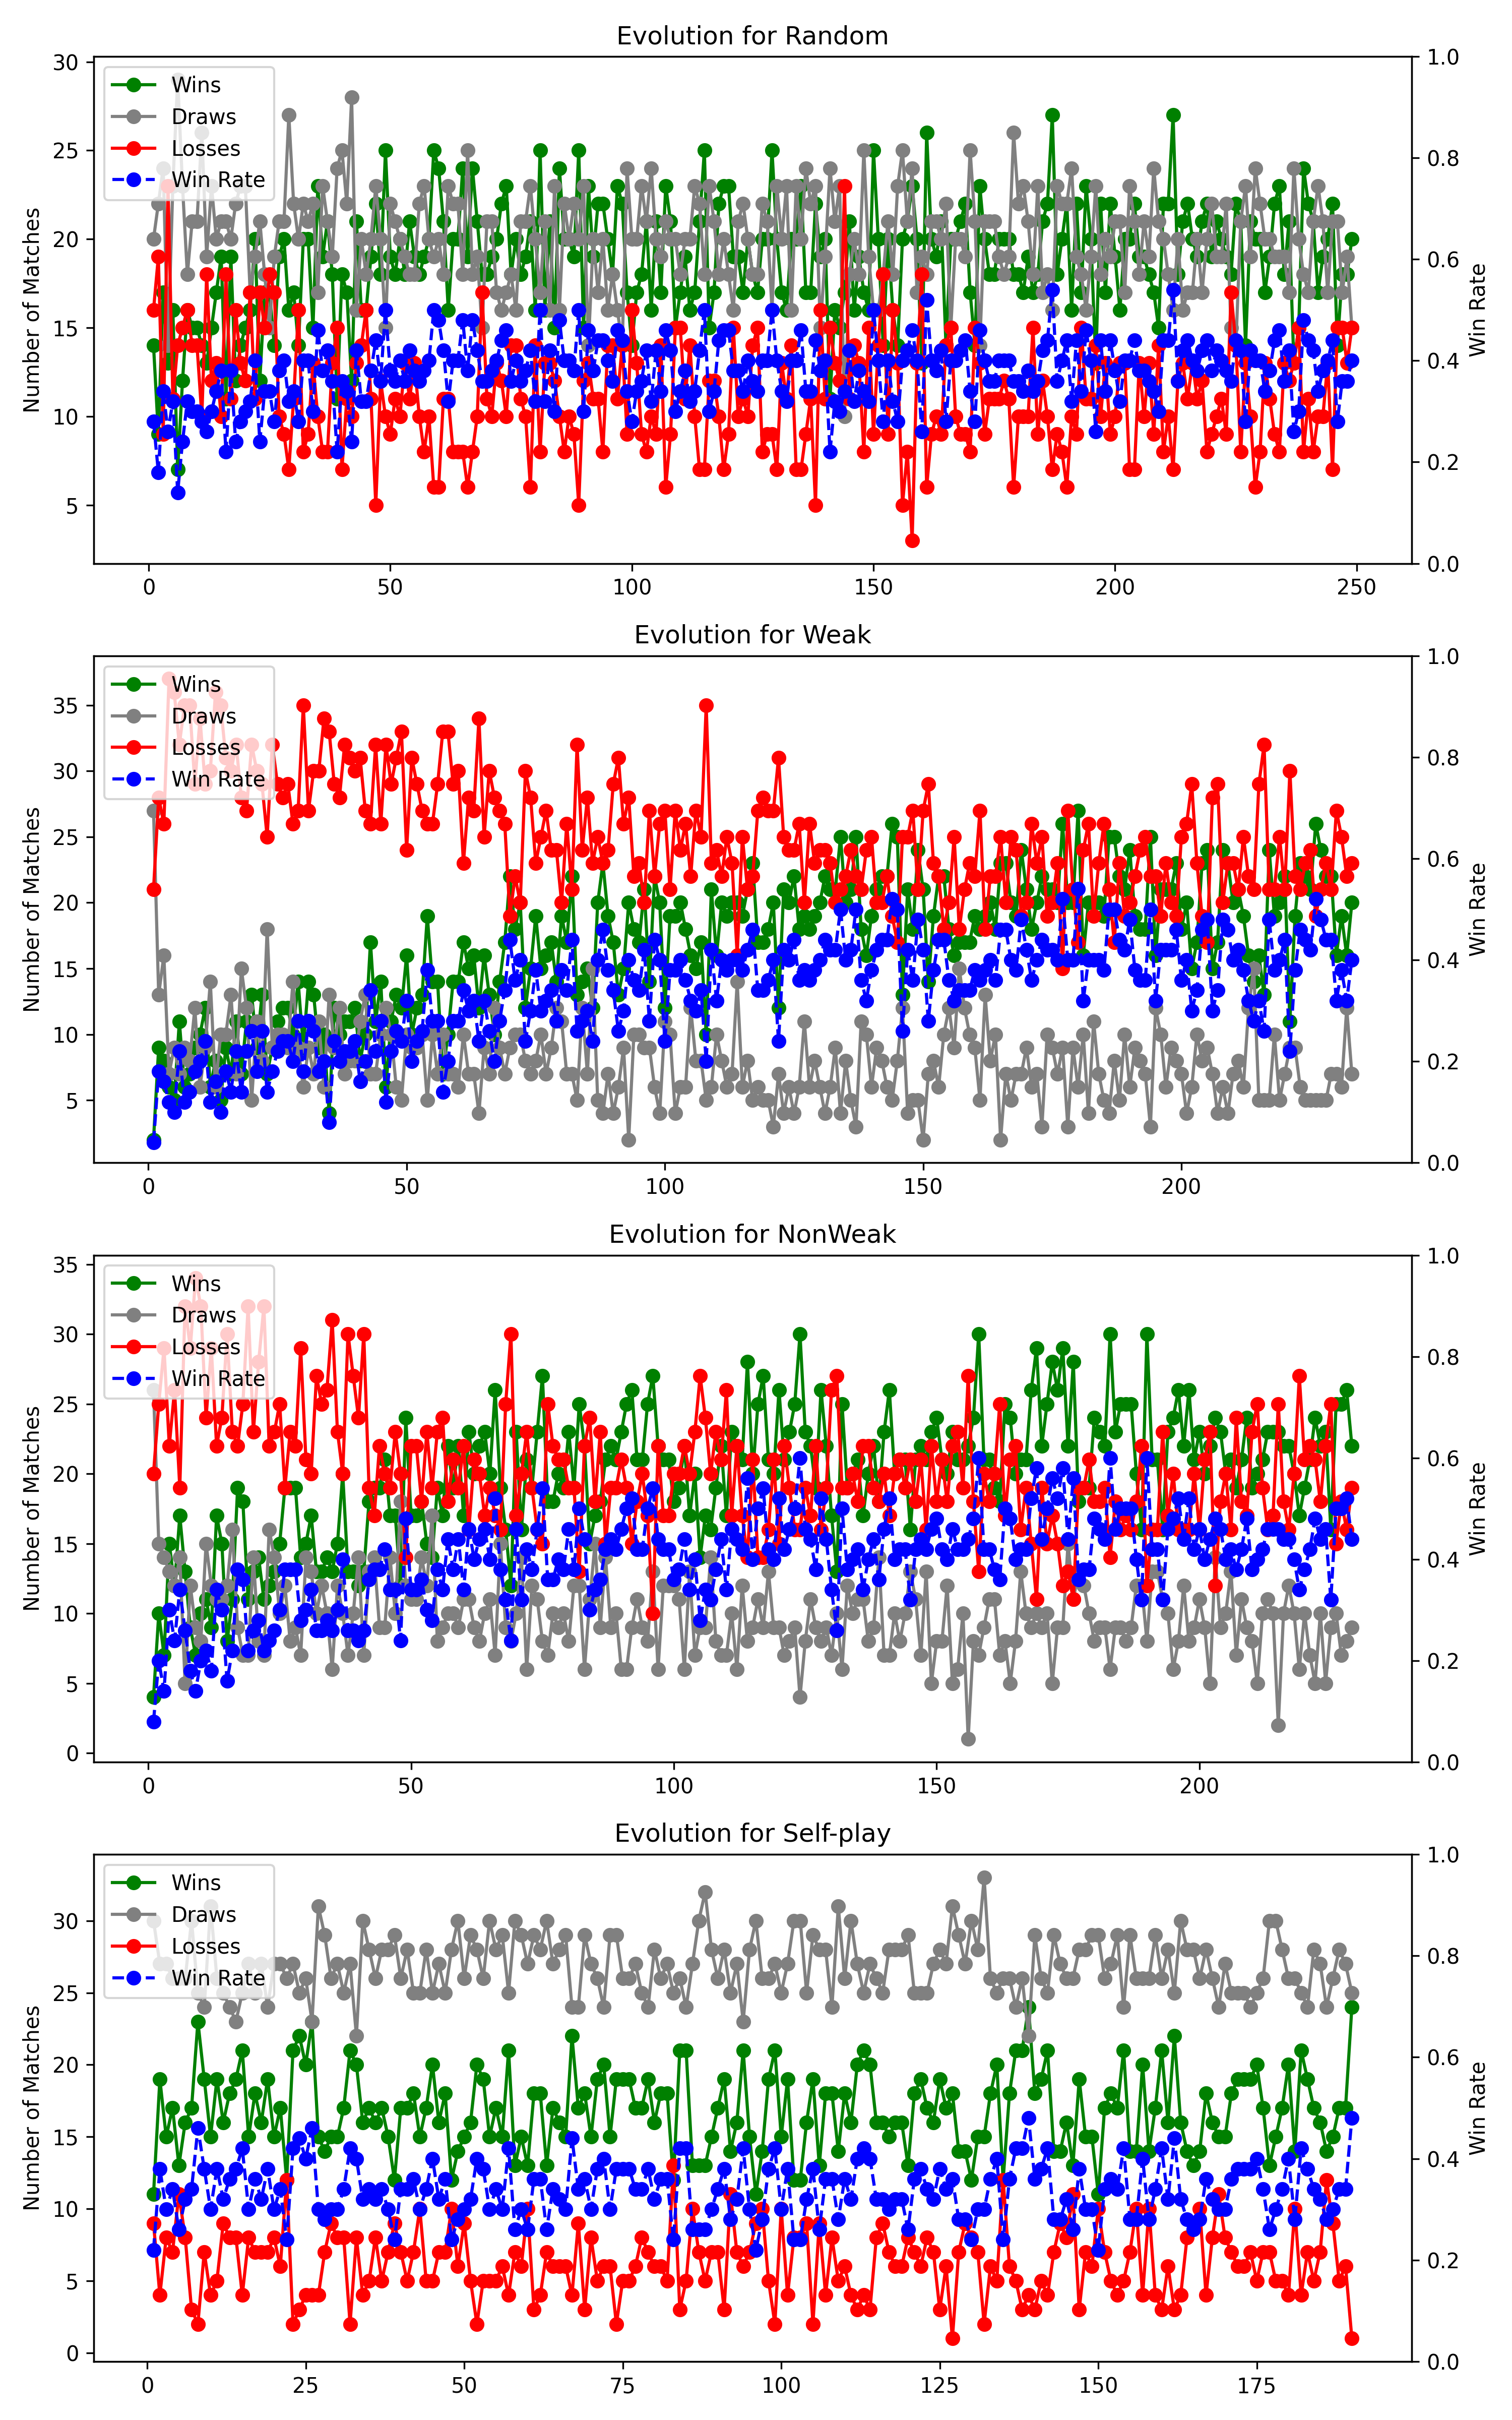 Evolution for Random
Wins
Draws
Losses
Win Rate
Number of Matches
Win Rate
30
25
20
15
10
5
1.0
0.8
0.6
0.4
0.2
0.0
0 50 100 150 200 250
Evolution for Weak
Wins
Draws
Losses
Win Rate
Number of Matches
Win Rate
35
30
25
20
15
10
5
1.0
0.8
0.6
0.4
0.2
0.0
0 50 100 150 200
Evolution for NonWeak
Wins
Draws
Losses
Win Rate
Number of Matches
Win Rate
35
30
25
20
15
10
5
0
1.0
0.8
0.6
0.4
0.2
0.0
0 50 100 150 200
Evolution for Self-play
Wins
Draws
Losses
Win Rate
Number of Matches
Win Rate
30
25
20
15
10
5
0
1.0
0.8
0.6
0.4
0.2
0.0
0 25 50 75 100 125 150 175